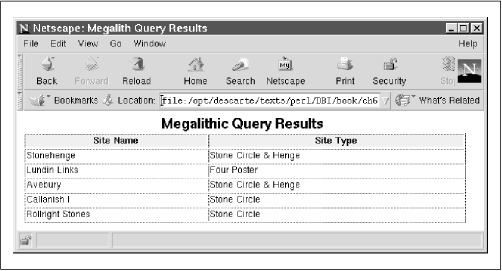 Netscape: Megalith Query Results
File Edit View Go Window Help
Back Forward Reload Home Search Netscape Print Security Stop
Bookmarks Location: file:/opt/descarte/texts/perl/DBI/book/ch6 What's Related
Megalithic Query Results
Site Name Site Type
Stonehenge Stone Circle & Henge
Lundin Links Four Poster
Avebury Stone Circle & Henge
Callanish I Stone Circle
Rollright Stones Stone Circle